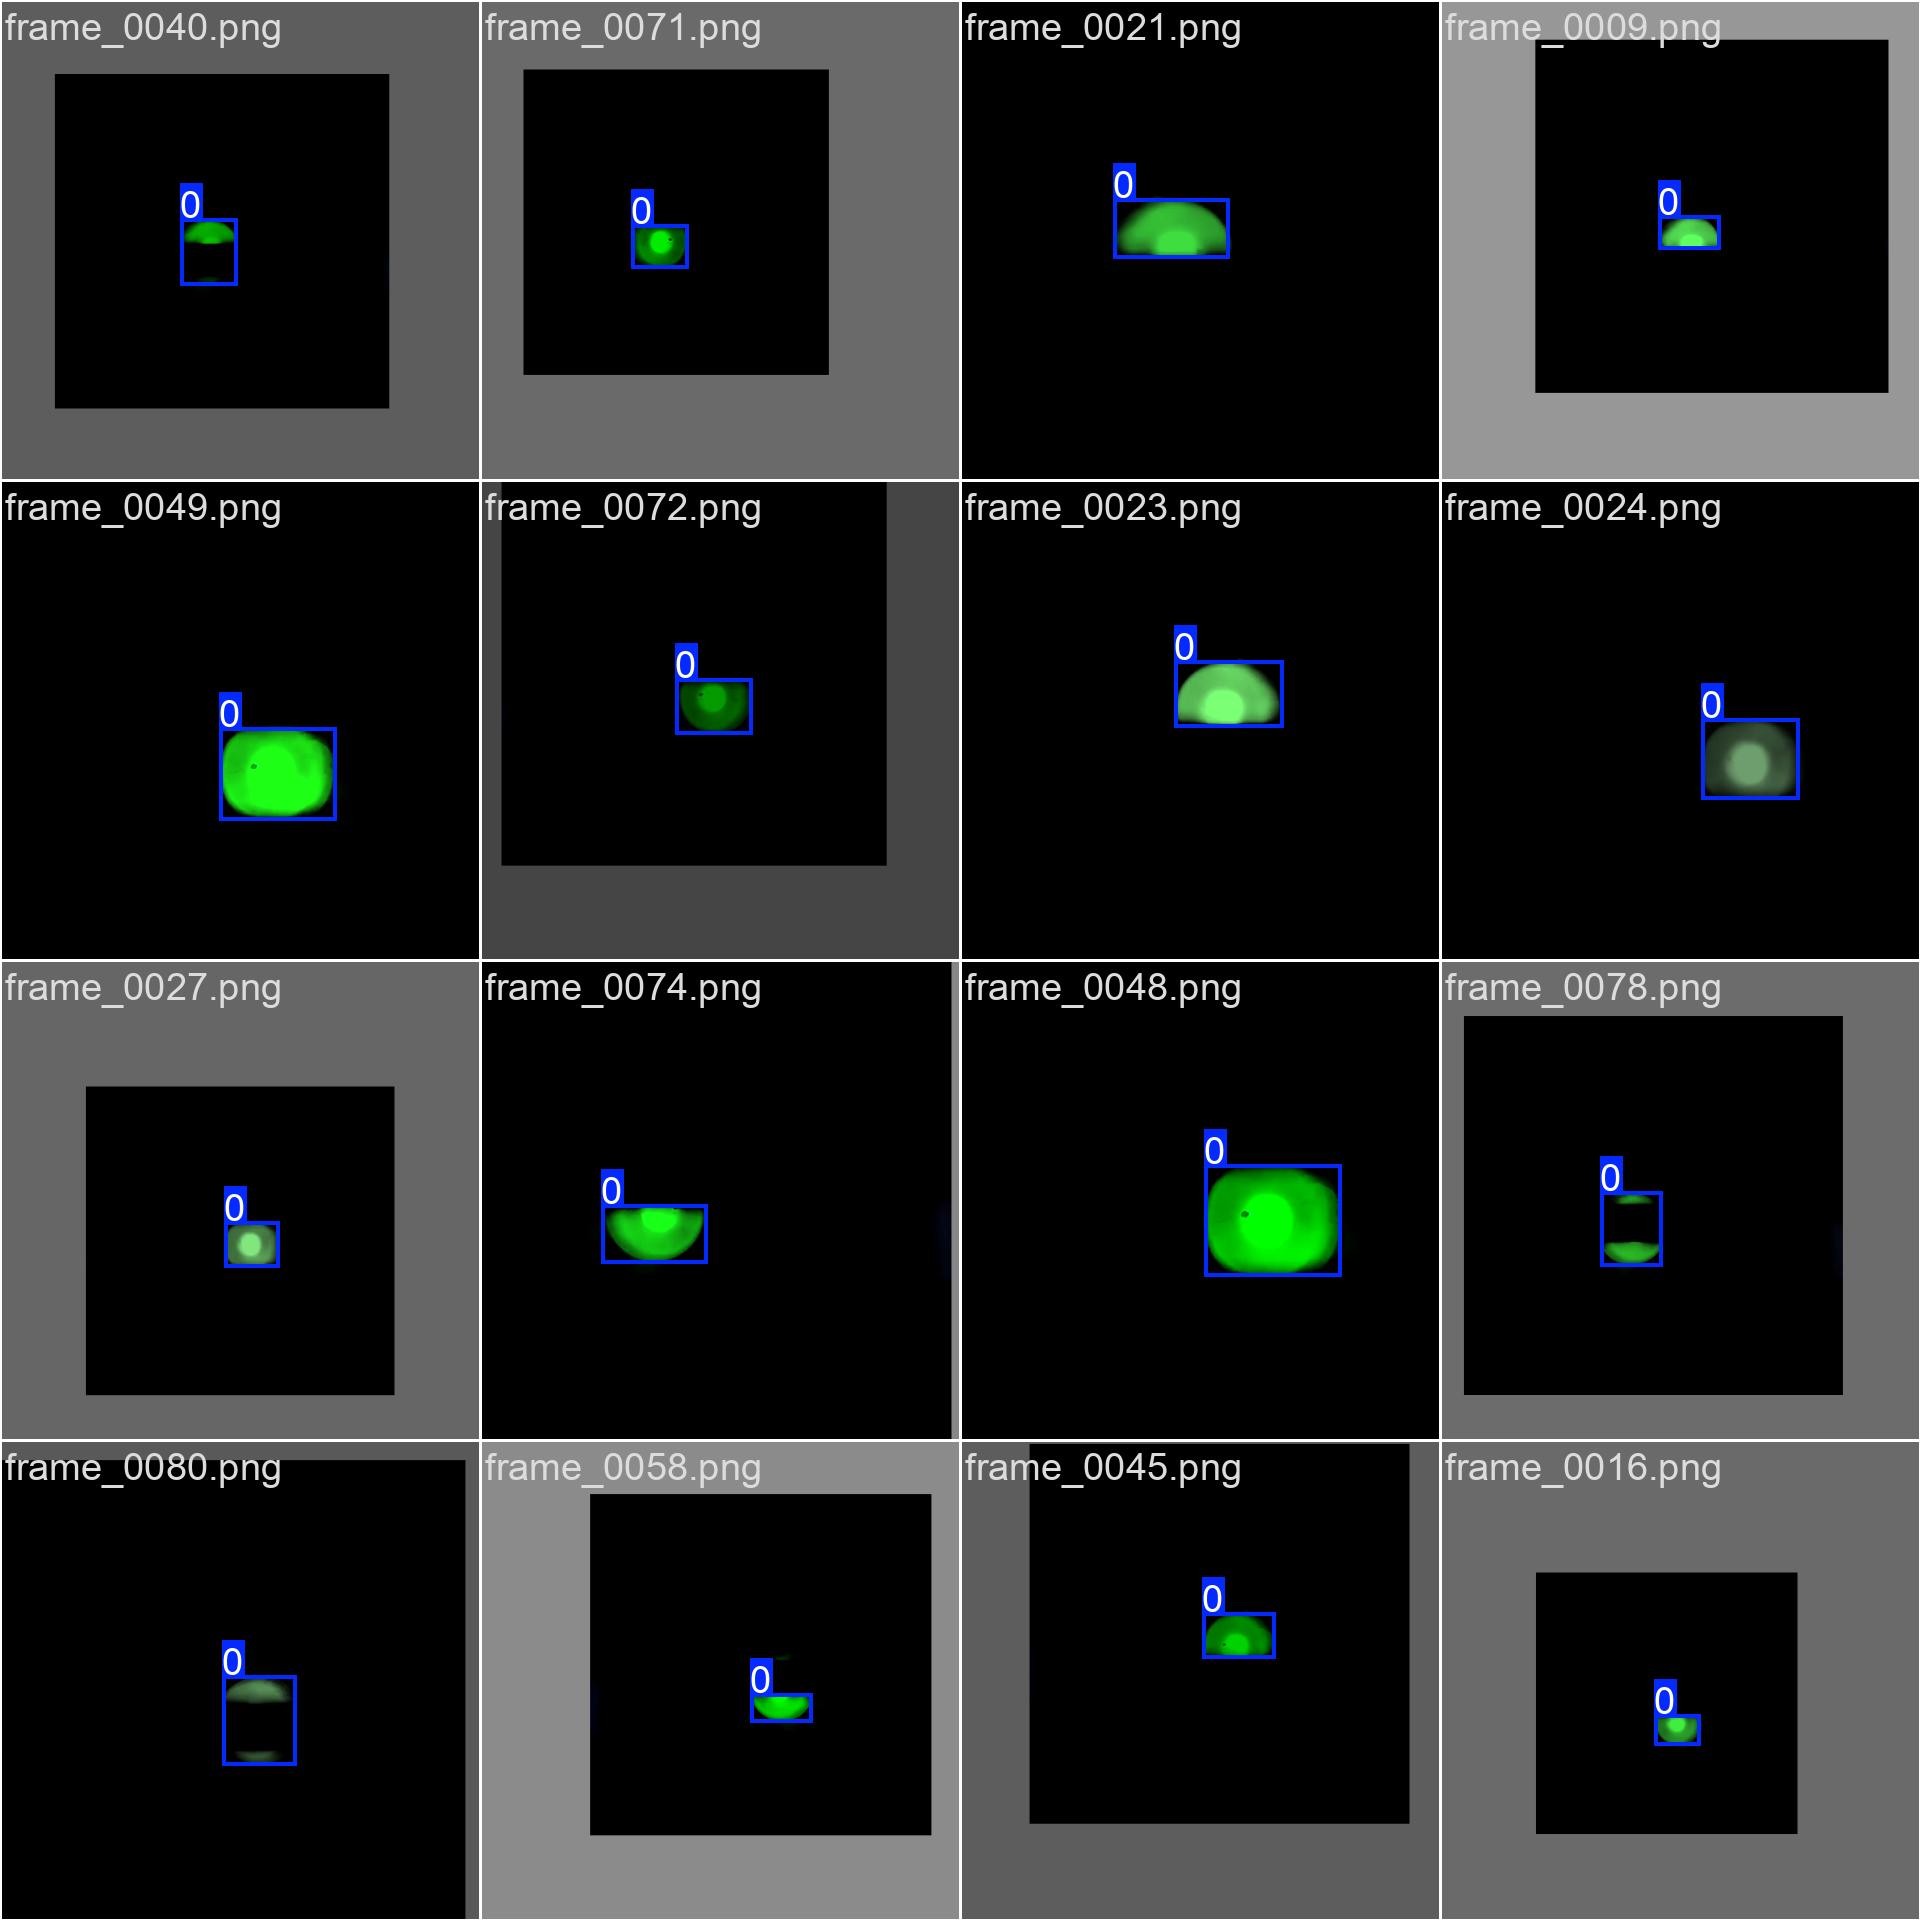 frame_0040.png
frame_0071.png
frame_0021.png
frame_0009.png
0
0
0
0
frame_0049.png
frame_0072.png
frame_0023.png
frame_0024.png
0
0
0
0
frame_0027.png
frame_0074.png
frame_0048.png
frame_0078.png
0
0
0
0
frame_0080.png
frame_0058.png
frame_0045.png
frame_0016.png
0
0
0
0